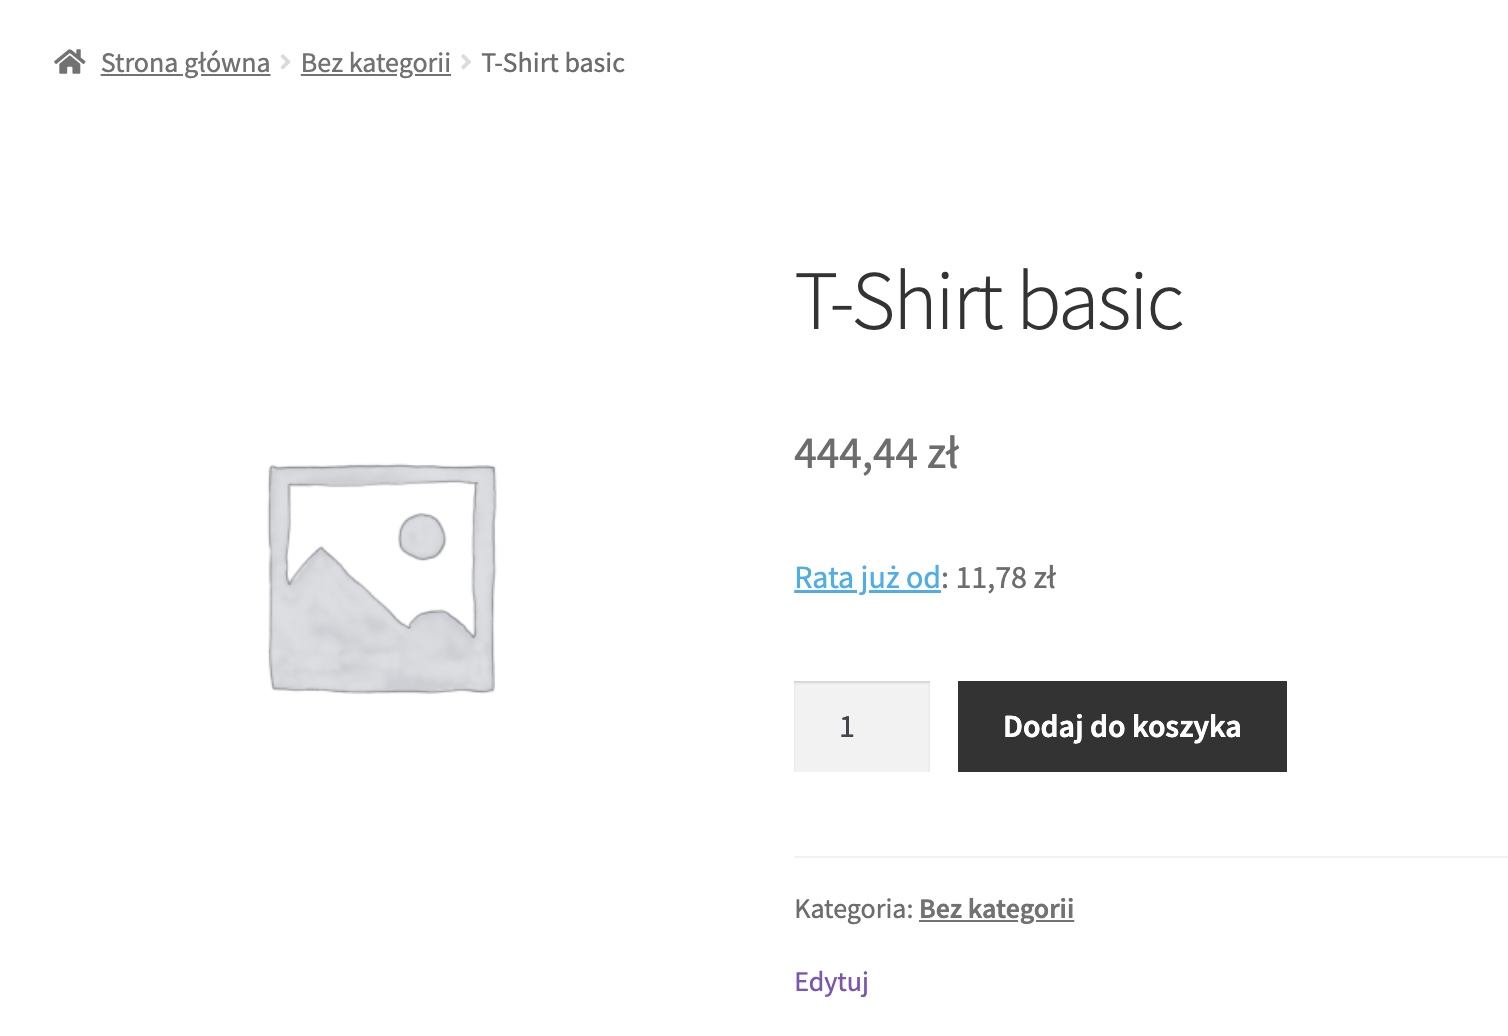 Strona główna > Bez kategorii > T-Shirt basic
T-Shirt basic
444,44 zł
Rata już od: 11,78 zł
1
Dodaj do koszyka
Kategoria: Bez kategorii
Edytuj